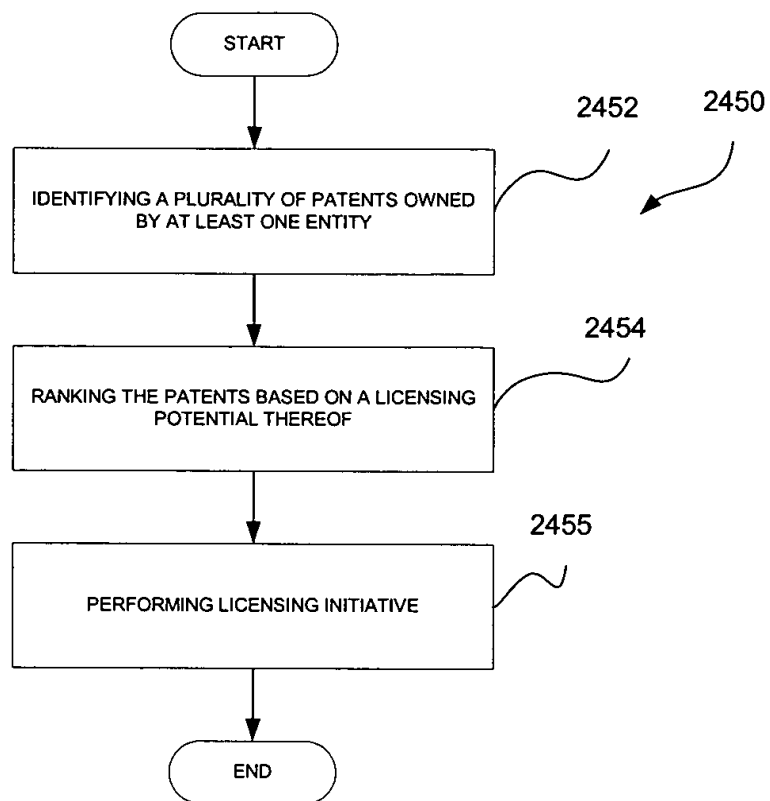 START
2452
2450
IDENTIFYING A PLURALITY OF PATENTS OWNED
BY AT LEAST ONE ENTITY
2454
RANKING THE PATENTS BASED ON A LICENSING
POTENTIAL THEREOF
2455
PERFORMING LICENSING INITIATIVE
END